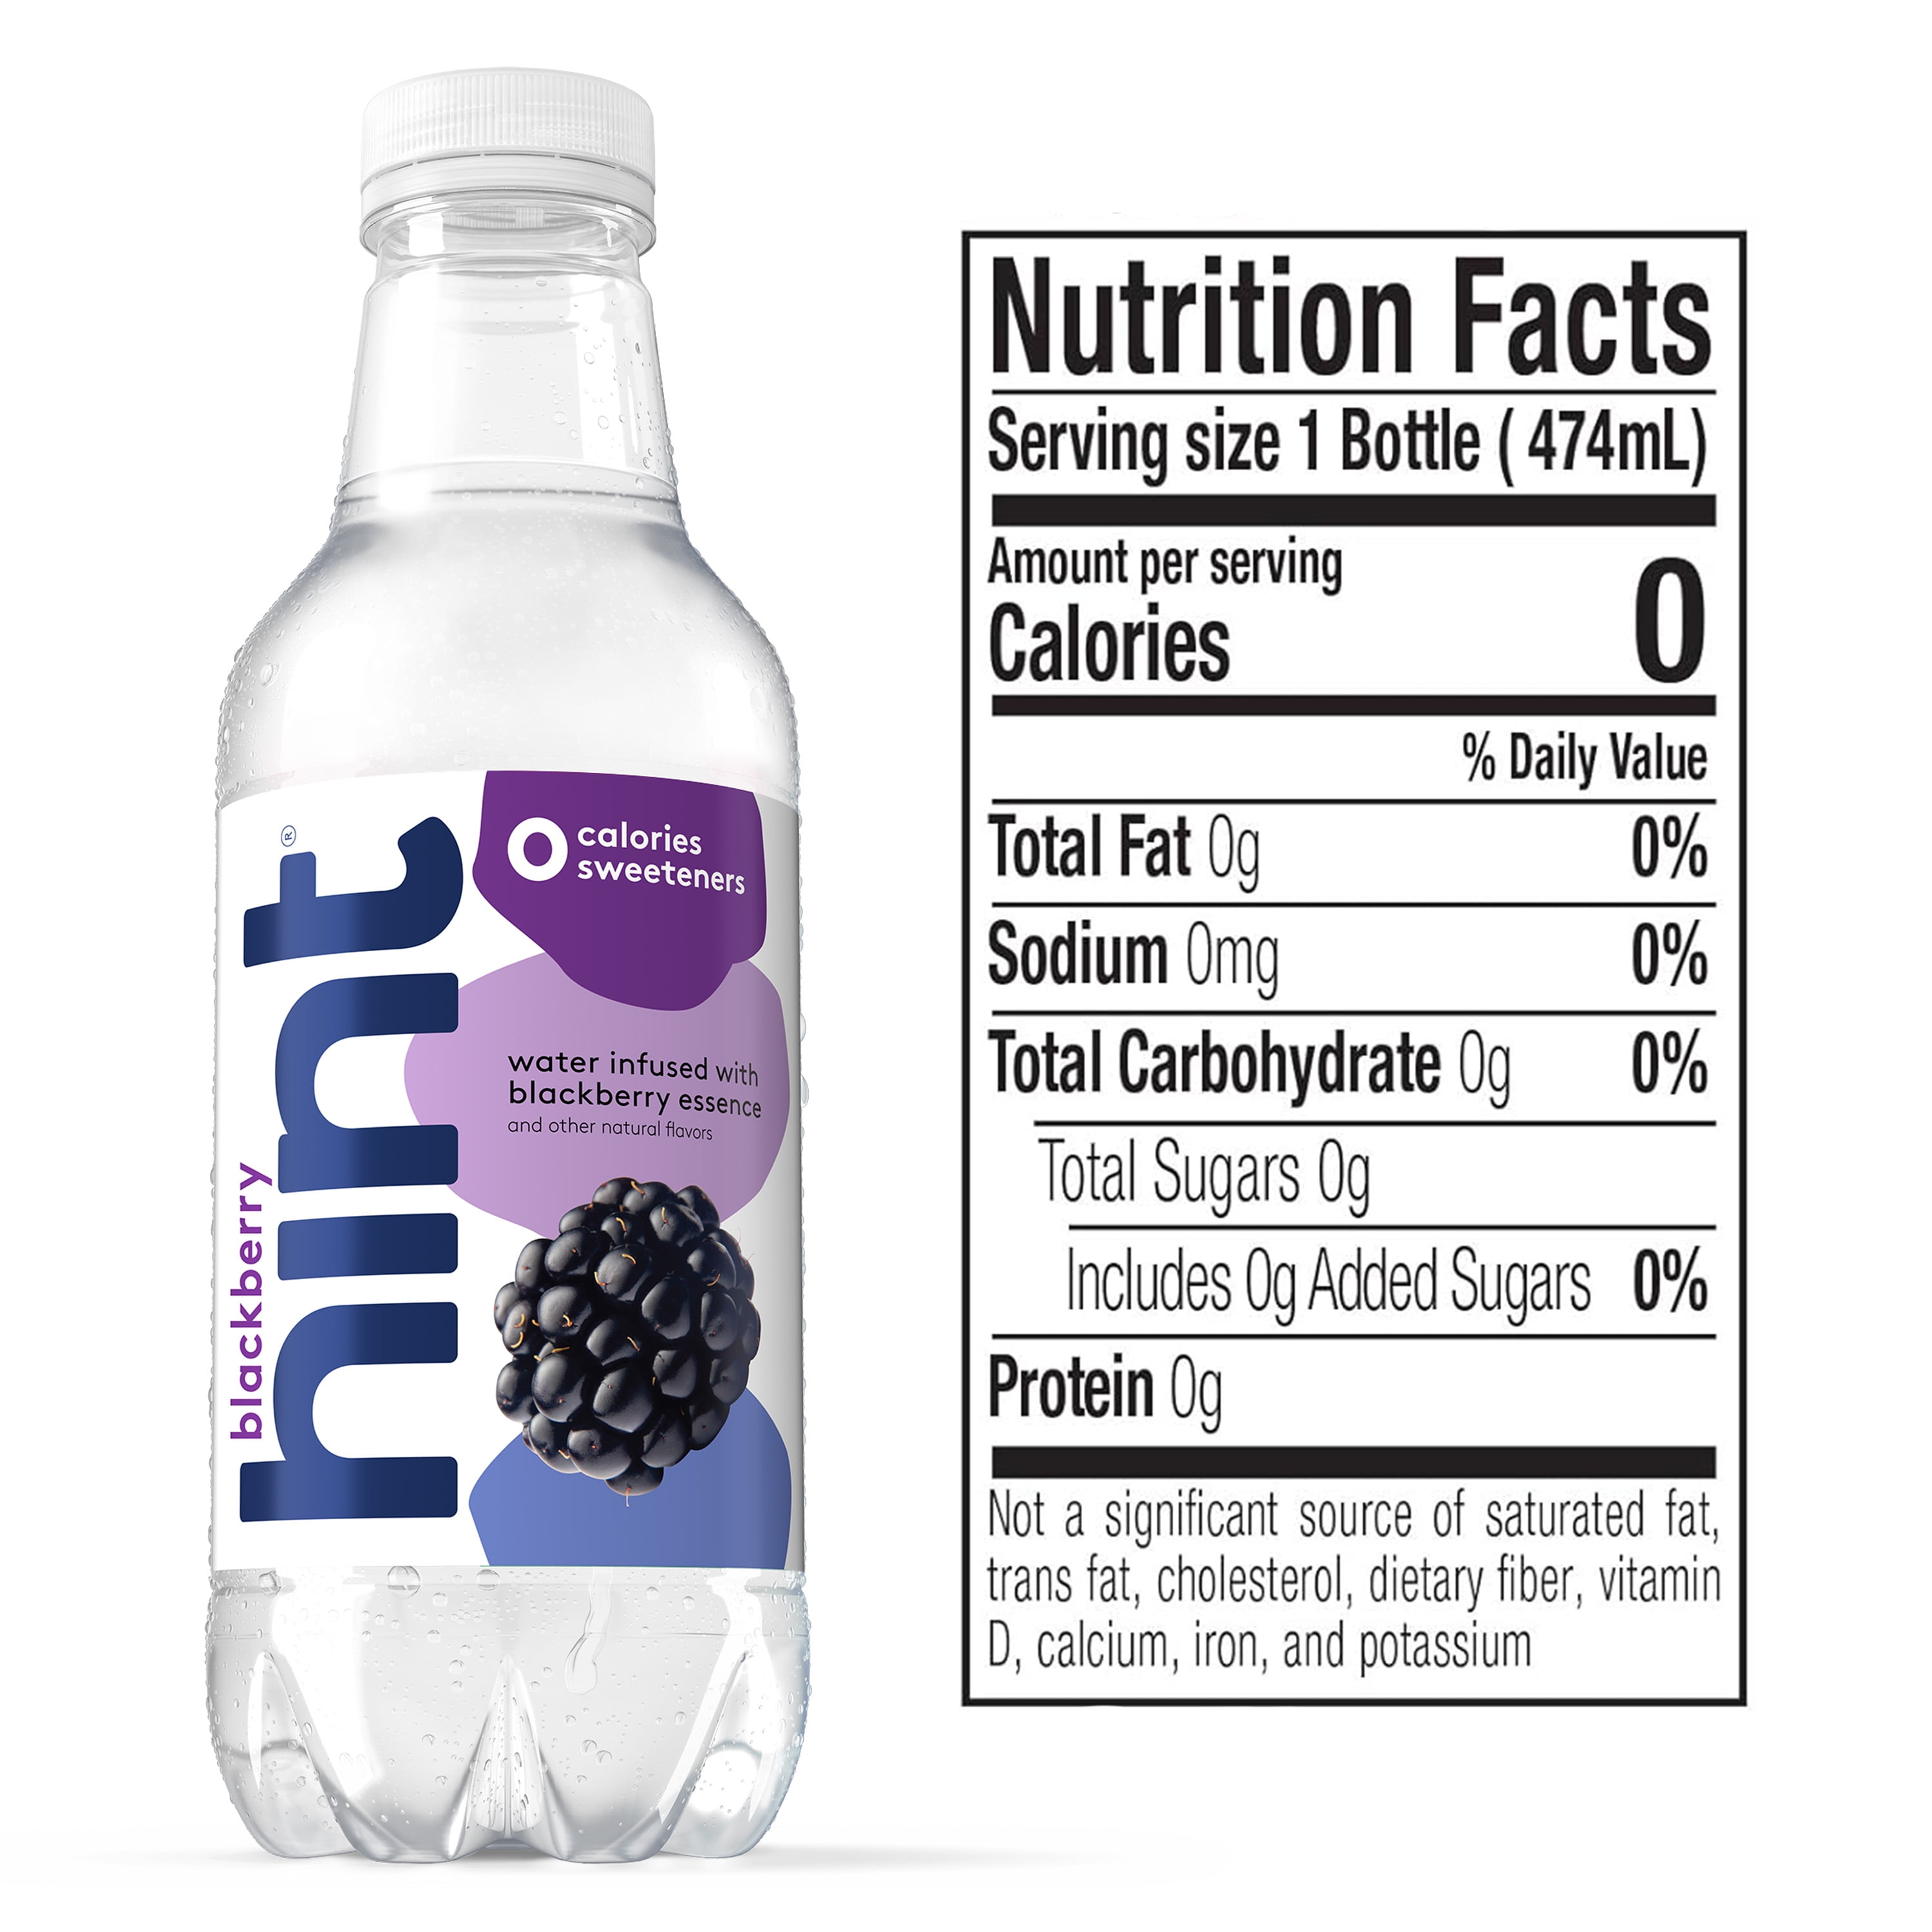 blackberry
hint®
0 calories
sweeteners
water infused with
blackberry essence
and other natural flavors
Nutrition Facts
Serving size 1 Bottle ( 474mL)
Amount per serving
Calories 0
% Daily Value
Total Fat 0g 0%
Sodium 0mg 0%
Total Carbohydrate 0g 0%
Total Sugars 0g
Includes 0g Added Sugars 0%
Protein 0g
Not a significant source of saturated fat,
trans fat, cholesterol, dietary fiber, vitamin
D, calcium, iron, and potassium